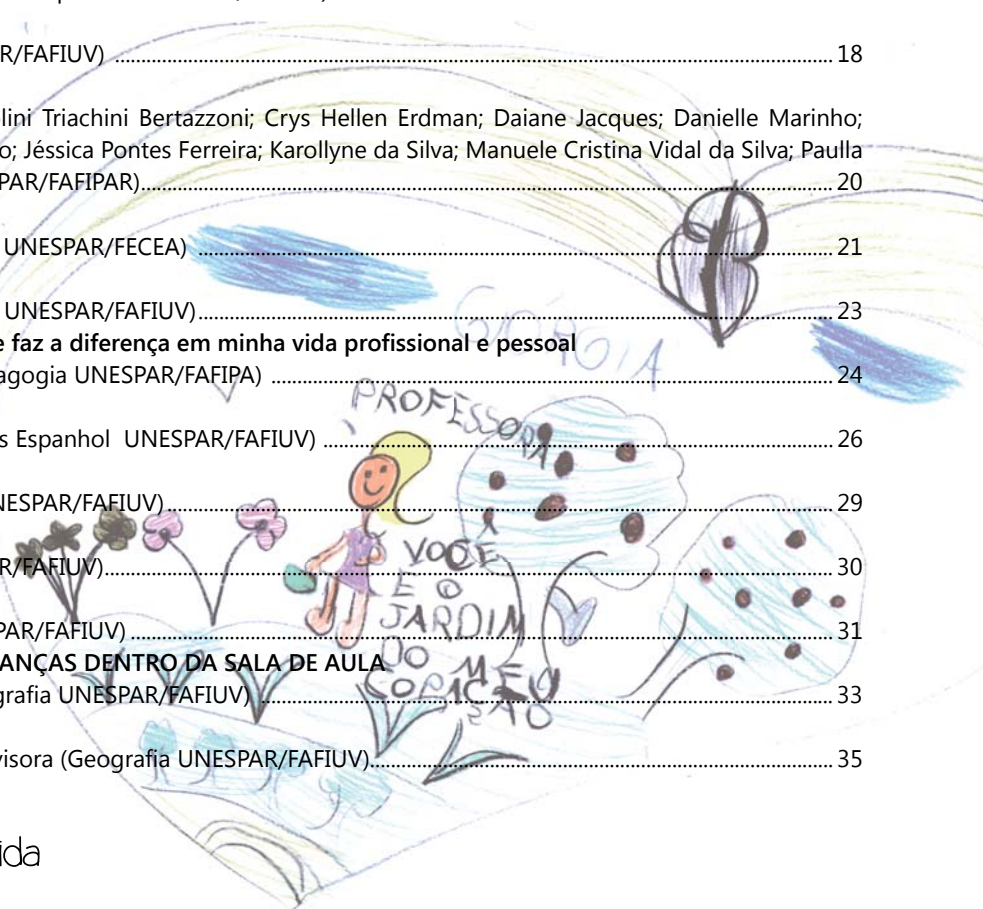 R/FAFIUV) 18
lini Triachini Bertazzoni; Crys Hellen Erdman; Daiane Jacques; Danielle Marinho;
o; Jéssica Pontes Ferreira; Karollyne da Silva; Manuele Cristina Vidal da Silva; Paulla
PAR/FAFIPAR) 20
UNESPAR/FECEA) 21
UNESPAR/FAFIUV) 23
GIÓRGIA
e faz a diferença em minha vida profissional e pessoal
agogia UNESPAR/FAFIPA) 24
PROFESSORA
s Espanhol UNESPAR/FAFIUV) 26
NESPAR/FAFIUV) 29
VOCÊ
R/FAFIUV) 30
É O
JARDIM
PAR/FAFIUV) 31
DO MEU
ANÇAS DENTRO DA SALA DE AULA
CORAÇÃO
grafia UNESPAR/FAFIUV) 33
visora (Geografia UNESPAR/FAFIUV) 35
ida